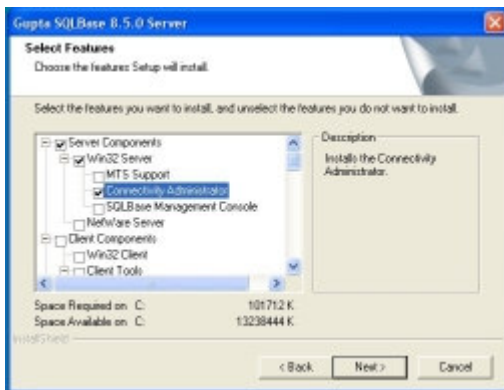 Gupta SQLBase 8.5.0 Server
Select Features
Choose the features Setup will install.
Select the features you want to install, and unselect the features you do not want to install.
Server Components
Win32 Server
MTS Support
Connectivity Administrator
SQLBase Management Console
NetWare Server
Client Components
Win32 Client
Client Tools
Description
Installs the Connectivity
Administrator.
Space Required on C: 101712 K
Space Available on C: 13238444 K
InstallShield
< Back Next > Cancel